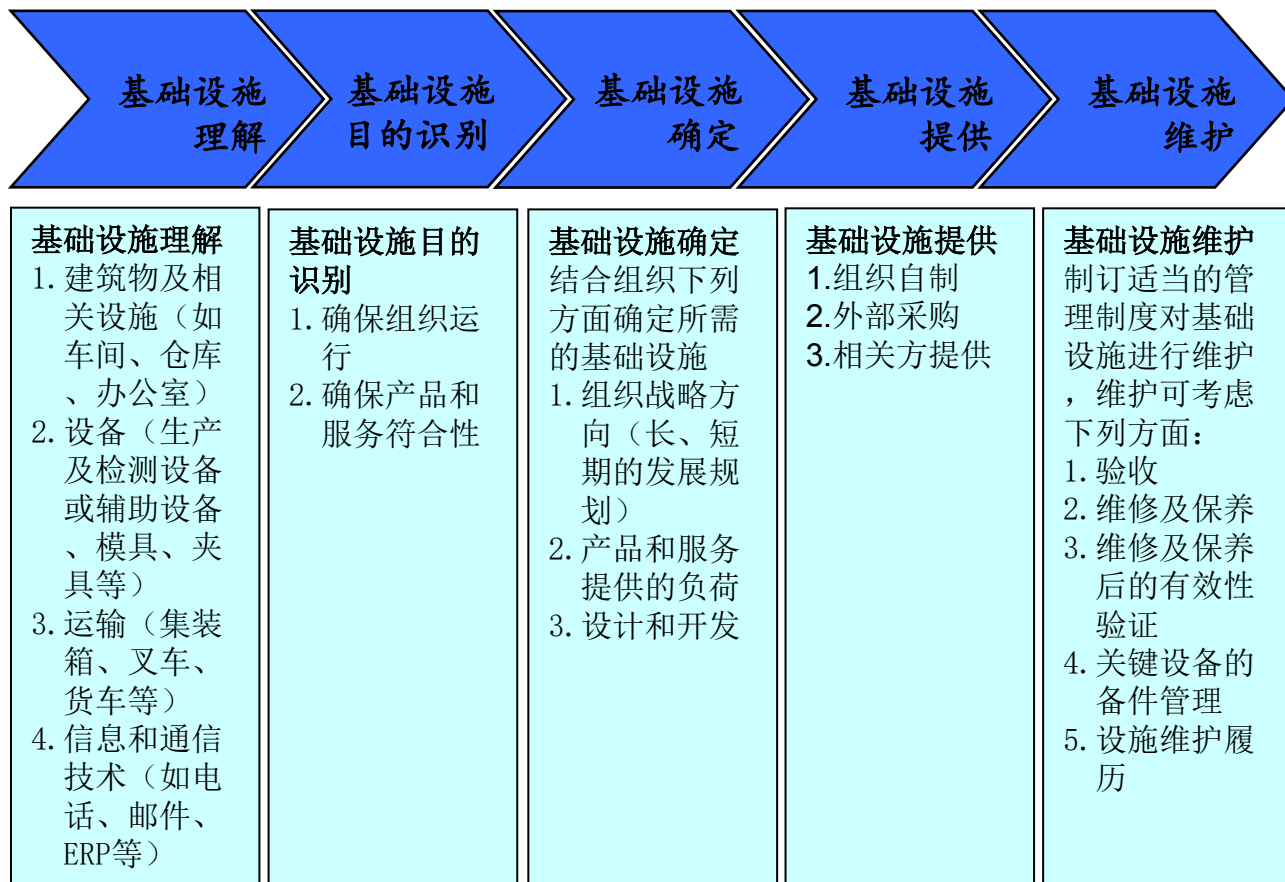 基础设施
理解
基础设施
目的识别
基础设施
确定
基础设施
提供
基础设施
维护
基础设施理解
1.建筑物及相
关设施（如
车间、仓库
、办公室）
2.设备（生产
及检测设备
或辅助设备
、模具、夹
具等）
3.运输（集装
箱、叉车、
货车等）
4.信息和通信
技术（如电
话、邮件、
ERP等）
基础设施目的
识别
1.确保组织运
行
2.确保产品和
服务符合性
基础设施确定
结合组织下列
方面确定所需
的基础设施
1.组织战略方
向（长、短
期的发展规
划）
2.产品和服务
提供的负荷
3.设计和开发
基础设施提供
1.组织自制
2.外部采购
3.相关方提供
基础设施维护
制订适当的管
理制度对基础
设施进行维护
，维护可考虑
下列方面：
1.验收
2.维修及保养
3.维修及保养
后的有效性
验证
4.关键设备的
备件管理
5.设施维护履
历